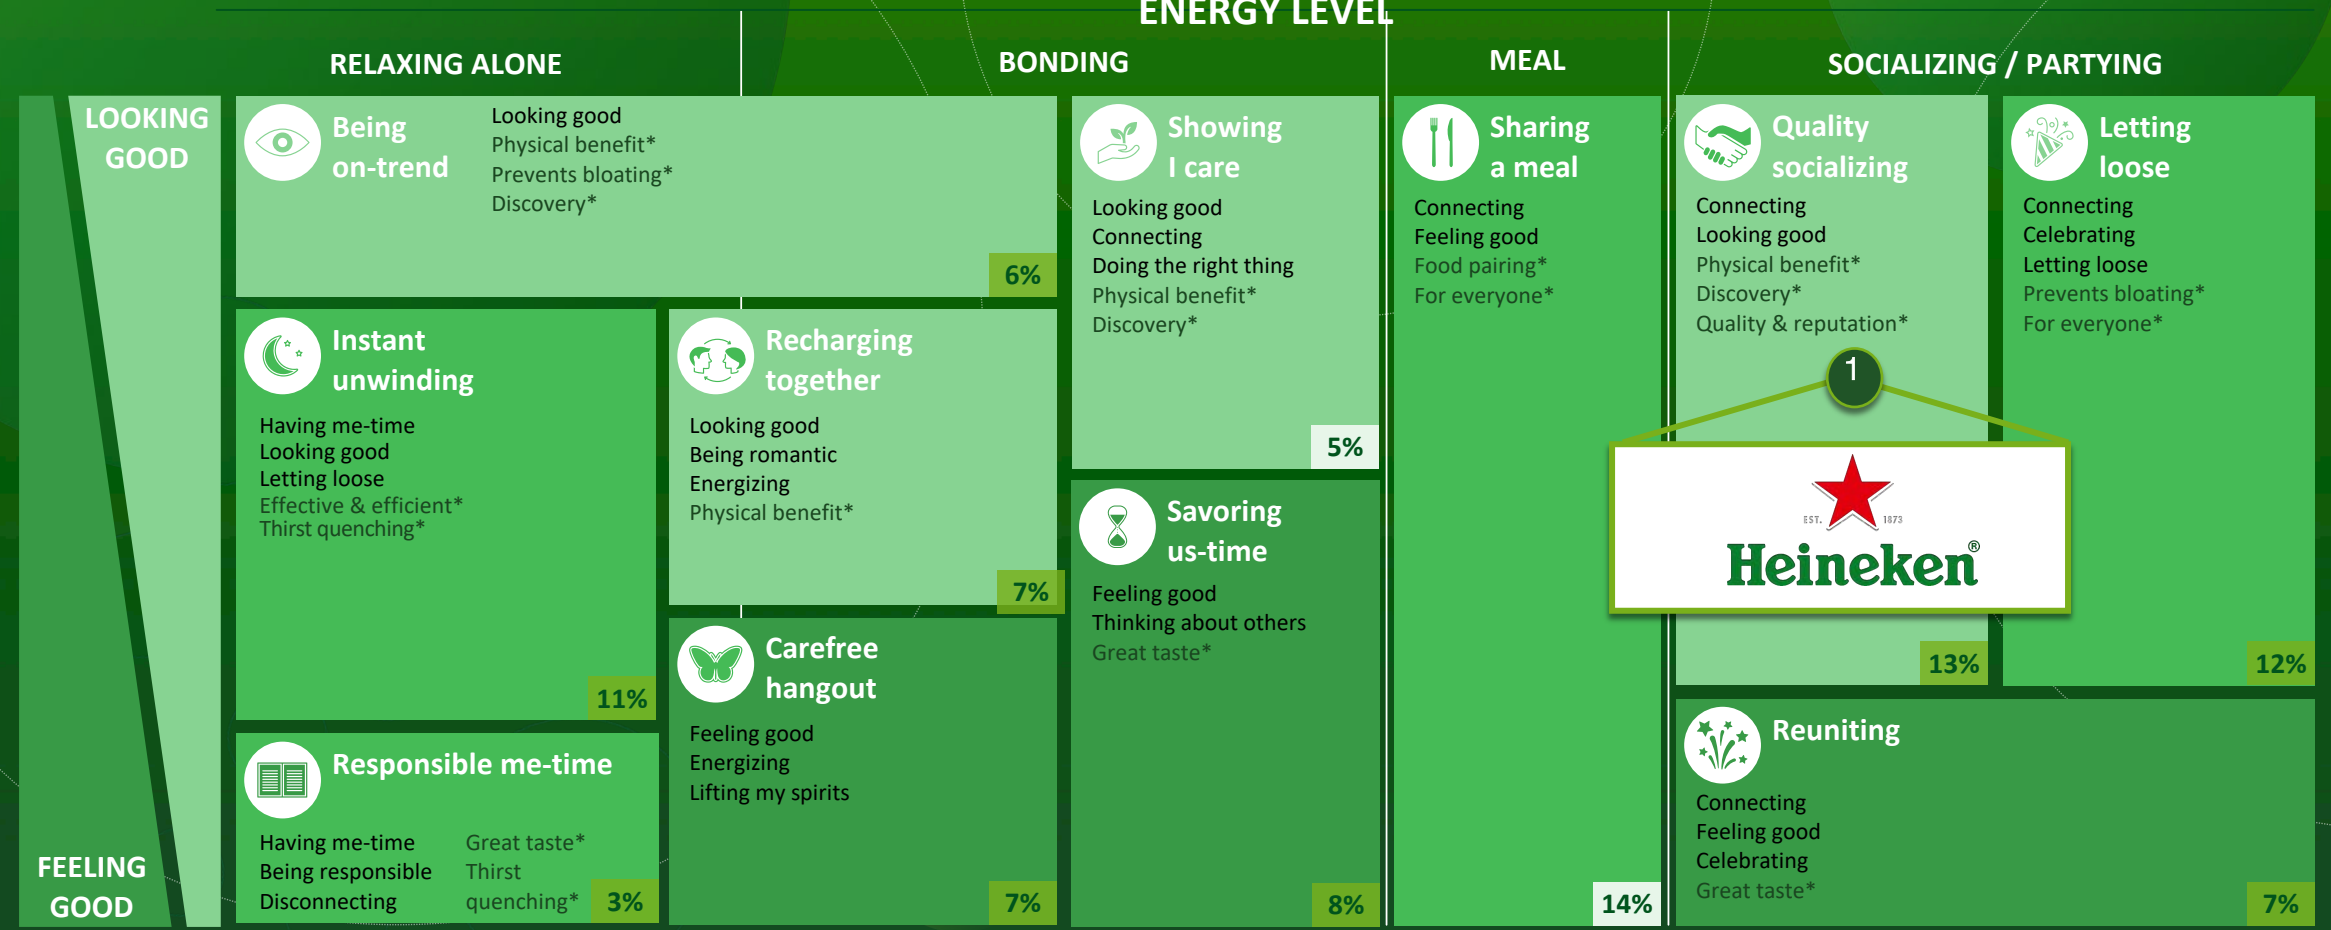 ENERGY LEVEL
RELAXING ALONE
BONDING
MEAL
SOCIALIZING / PARTYING
LOOKING
GOOD
FEELING
GOOD
Being
on-trend
Looking good
Physical benefit*
Prevents bloating*
Discovery*
6%
Instant
unwinding
Having me-time
Looking good
Letting loose
Effective & efficient*
Thirst quenching*
11%
Responsible me-time
Having me-time
Being responsible
Disconnecting
Great taste*
Thirst
quenching*
3%
Recharging
together
Looking good
Being romantic
Energizing
Physical benefit*
7%
Carefree
hangout
Feeling good
Energizing
Lifting my spirits
7%
Showing
I care
Looking good
Connecting
Doing the right thing
Physical benefit*
Discovery*
5%
Savoring
us-time
Feeling good
Thinking about others
Great taste*
8%
Sharing
a meal
Connecting
Feeling good
Food pairing*
For everyone*
14%
Quality
socializing
Connecting
Looking good
Physical benefit*
Discovery*
Quality & reputation*
1
EST. 1873
Heineken®
13%
Letting
loose
Connecting
Celebrating
Letting loose
Prevents bloating*
For everyone*
12%
Reuniting
Connecting
Feeling good
Celebrating
Great taste*
7%